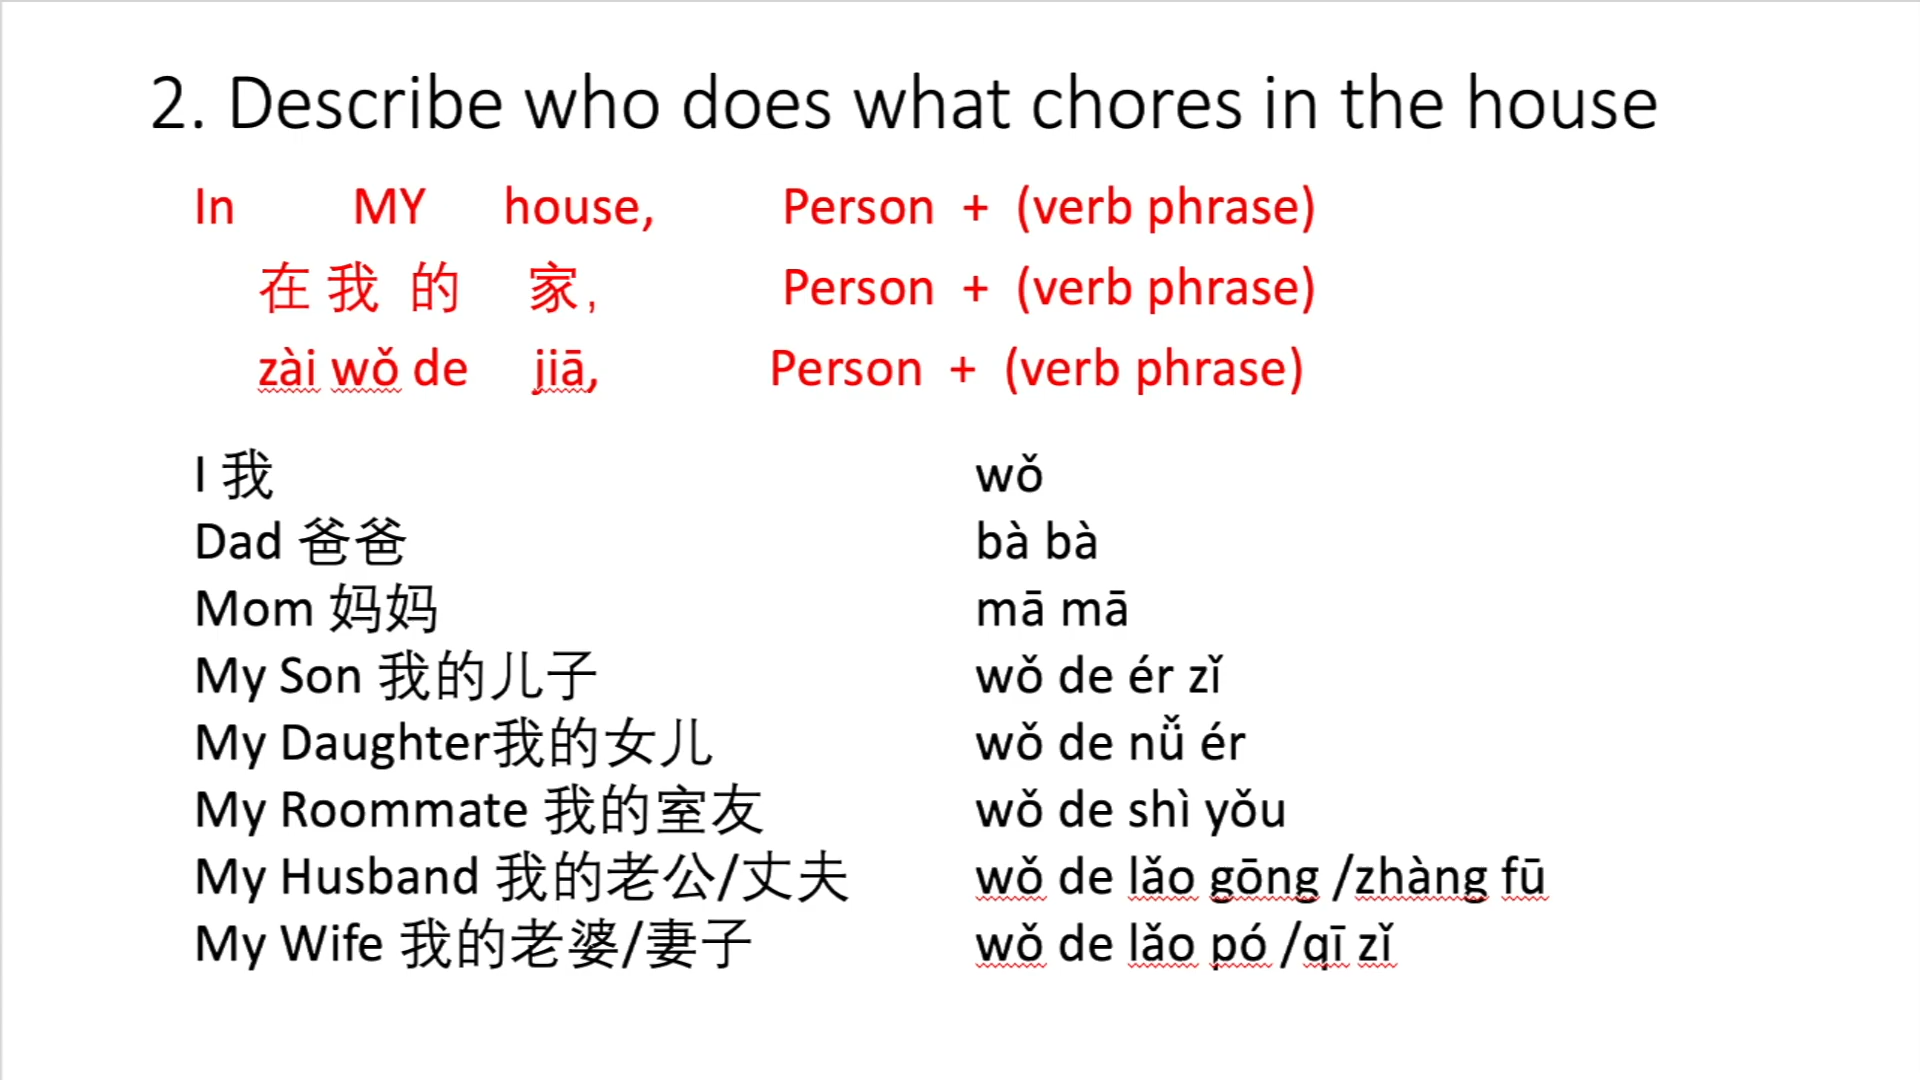 2. Describe who does what chores in the house
In MY house, Person + (verb phrase)
在 我 的 家, Person + (verb phrase)
zài wǒ de jiā, Person + (verb phrase)
I 我 wǒ
Dad 爸爸 bà bà
Mom 妈妈 mā mā
My Son 我的儿子 wǒ de ér zǐ
My Daughter我的女儿 wǒ de nǚ ér
My Roommate 我的室友 wǒ de shì yǒu
My Husband 我的老公/丈夫 wǒ de lǎo gōng /zhàng fū
My Wife 我的老婆/妻子 wǒ de lǎo pó /qī zǐ